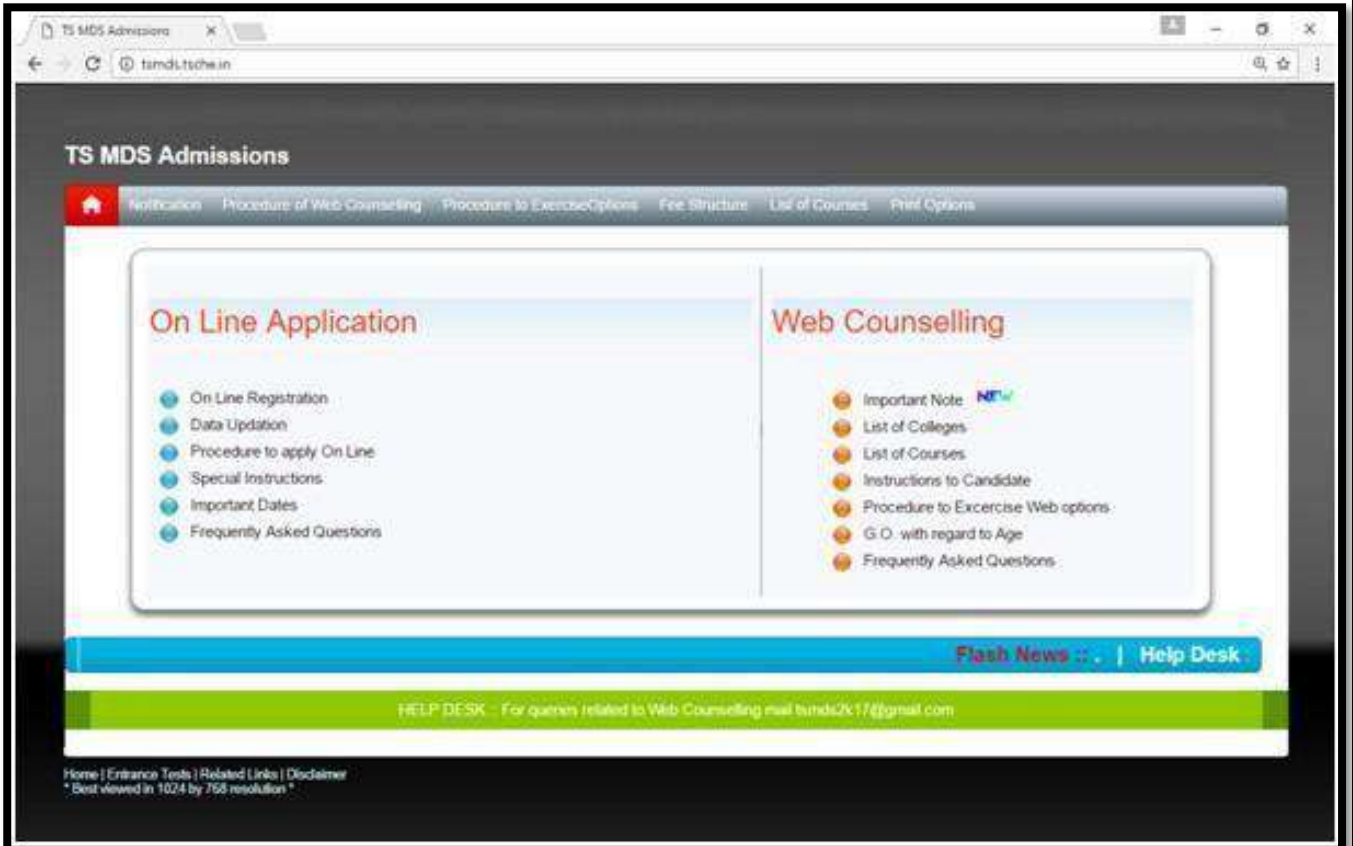 TS MDS Admissions
tsmds.tsche.in
TS MDS Admissions
Notification Procedure of Web Counselling Procedure to ExerciseOptions Fee Structure List of Courses Print Options
On Line Application
On Line Registration
Data Updation
Procedure to apply On Line
Special Instructions
Important Dates
Frequently Asked Questions
Web Counselling
Important Note NEW
List of Colleges
List of Courses
Instructions to Candidate
Procedure to Excercise Web options
G.O. with regard to Age
Frequently Asked Questions
Flash News :: . | Help Desk
HELP DESK :: For queries related to Web Counselling mail tsmds2k17@gmail.com
Home | Entrance Tests | Related Links | Disclaimer
* Best viewed in 1024 by 768 resolution *